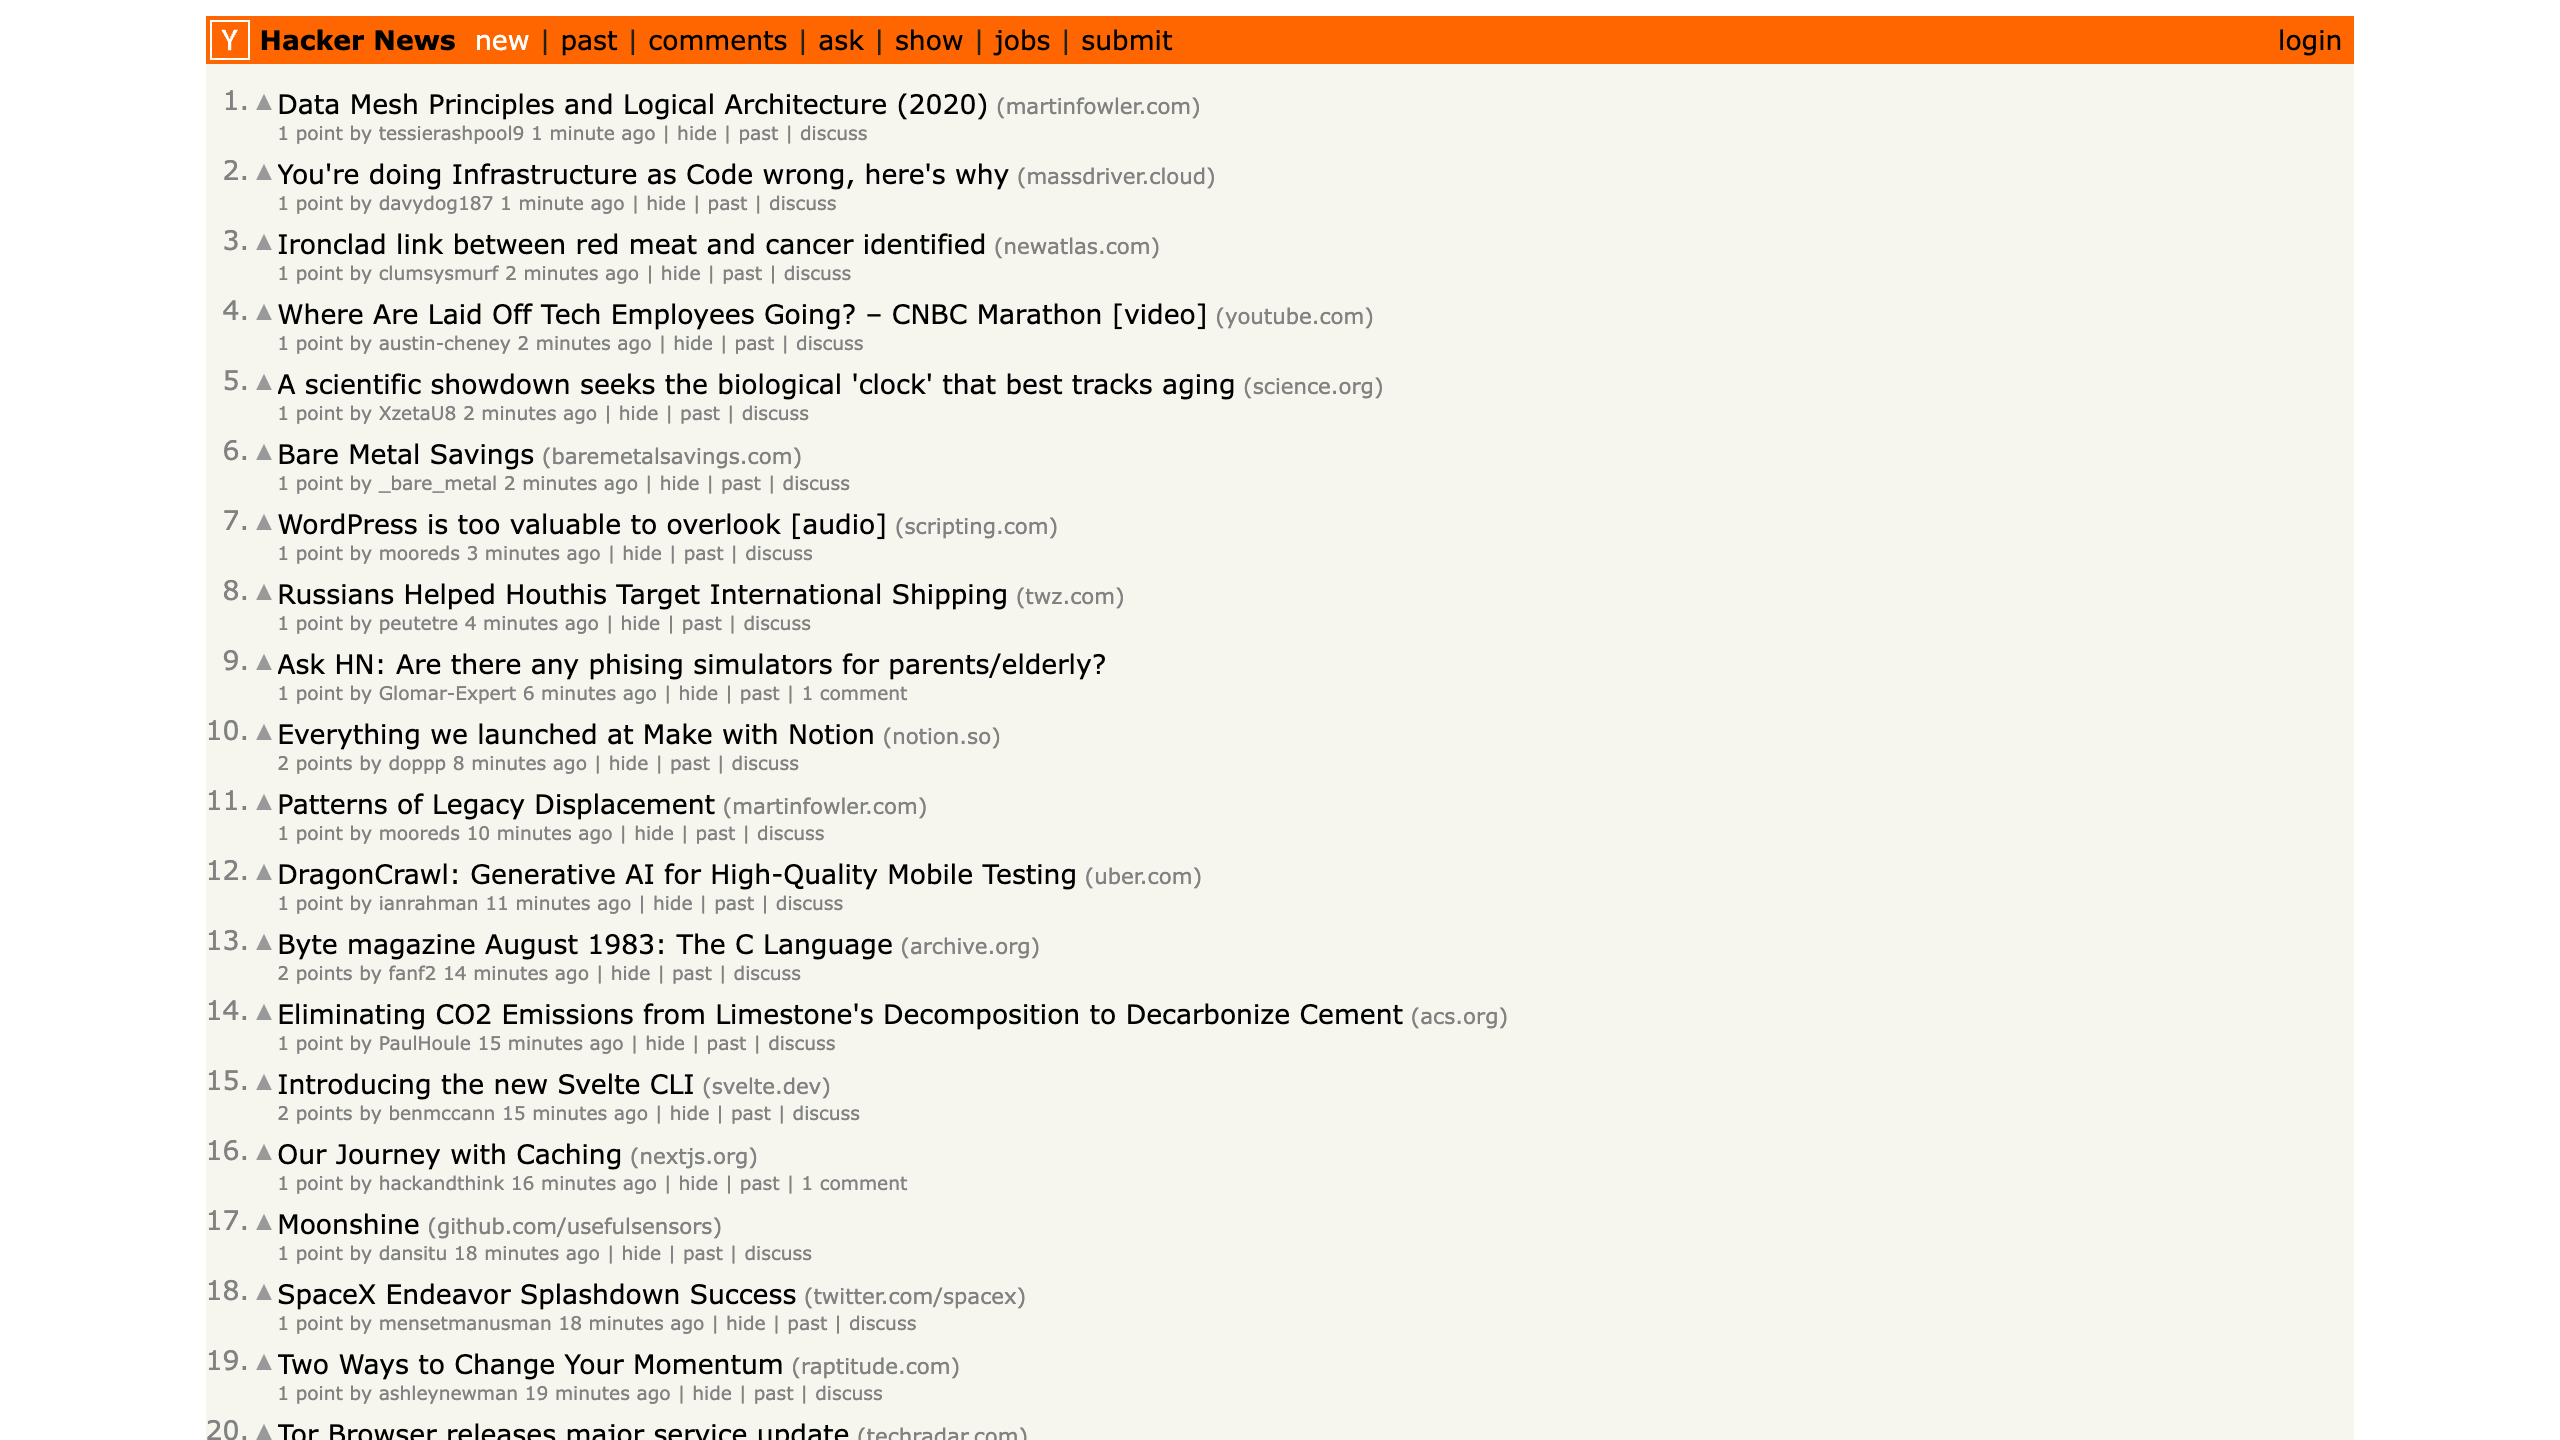 Y Hacker News new | past | comments | ask | show | jobs | submit login
1. ▲ Data Mesh Principles and Logical Architecture (2020) (martinfowler.com)
1 point by tessierashpool9 1 minute ago | hide | past | discuss
2. ▲ You're doing Infrastructure as Code wrong, here's why (massdriver.cloud)
1 point by davydog187 1 minute ago | hide | past | discuss
3. ▲ Ironclad link between red meat and cancer identified (newatlas.com)
1 point by clumsysmurf 2 minutes ago | hide | past | discuss
4. ▲ Where Are Laid Off Tech Employees Going? – CNBC Marathon [video] (youtube.com)
1 point by austin-cheney 2 minutes ago | hide | past | discuss
5. ▲ A scientific showdown seeks the biological 'clock' that best tracks aging (science.org)
1 point by XzetaU8 2 minutes ago | hide | past | discuss
6. ▲ Bare Metal Savings (baremetalsavings.com)
1 point by _bare_metal 2 minutes ago | hide | past | discuss
7. ▲ WordPress is too valuable to overlook [audio] (scripting.com)
1 point by mooreds 3 minutes ago | hide | past | discuss
8. ▲ Russians Helped Houthis Target International Shipping (twz.com)
1 point by peutetre 4 minutes ago | hide | past | discuss
9. ▲ Ask HN: Are there any phising simulators for parents/elderly?
1 point by Glomar-Expert 6 minutes ago | hide | past | 1 comment
10. ▲ Everything we launched at Make with Notion (notion.so)
2 points by doppp 8 minutes ago | hide | past | discuss
11. ▲ Patterns of Legacy Displacement (martinfowler.com)
1 point by mooreds 10 minutes ago | hide | past | discuss
12. ▲ DragonCrawl: Generative AI for High-Quality Mobile Testing (uber.com)
1 point by ianrahman 11 minutes ago | hide | past | discuss
13. ▲ Byte magazine August 1983: The C Language (archive.org)
2 points by fanf2 14 minutes ago | hide | past | discuss
14. ▲ Eliminating CO2 Emissions from Limestone's Decomposition to Decarbonize Cement (acs.org)
1 point by PaulHoule 15 minutes ago | hide | past | discuss
15. ▲ Introducing the new Svelte CLI (svelte.dev)
2 points by benmccann 15 minutes ago | hide | past | discuss
16. ▲ Our Journey with Caching (nextjs.org)
1 point by hackandthink 16 minutes ago | hide | past | 1 comment
17. ▲ Moonshine (github.com/usefulsensors)
1 point by dansitu 18 minutes ago | hide | past | discuss
18. ▲ SpaceX Endeavor Splashdown Success (twitter.com/spacex)
1 point by mensetmanusman 18 minutes ago | hide | past | discuss
19. ▲ Two Ways to Change Your Momentum (raptitude.com)
1 point by ashleynewman 19 minutes ago | hide | past | discuss
20. ▲ Tor Browser releases major service update (techradar.com)